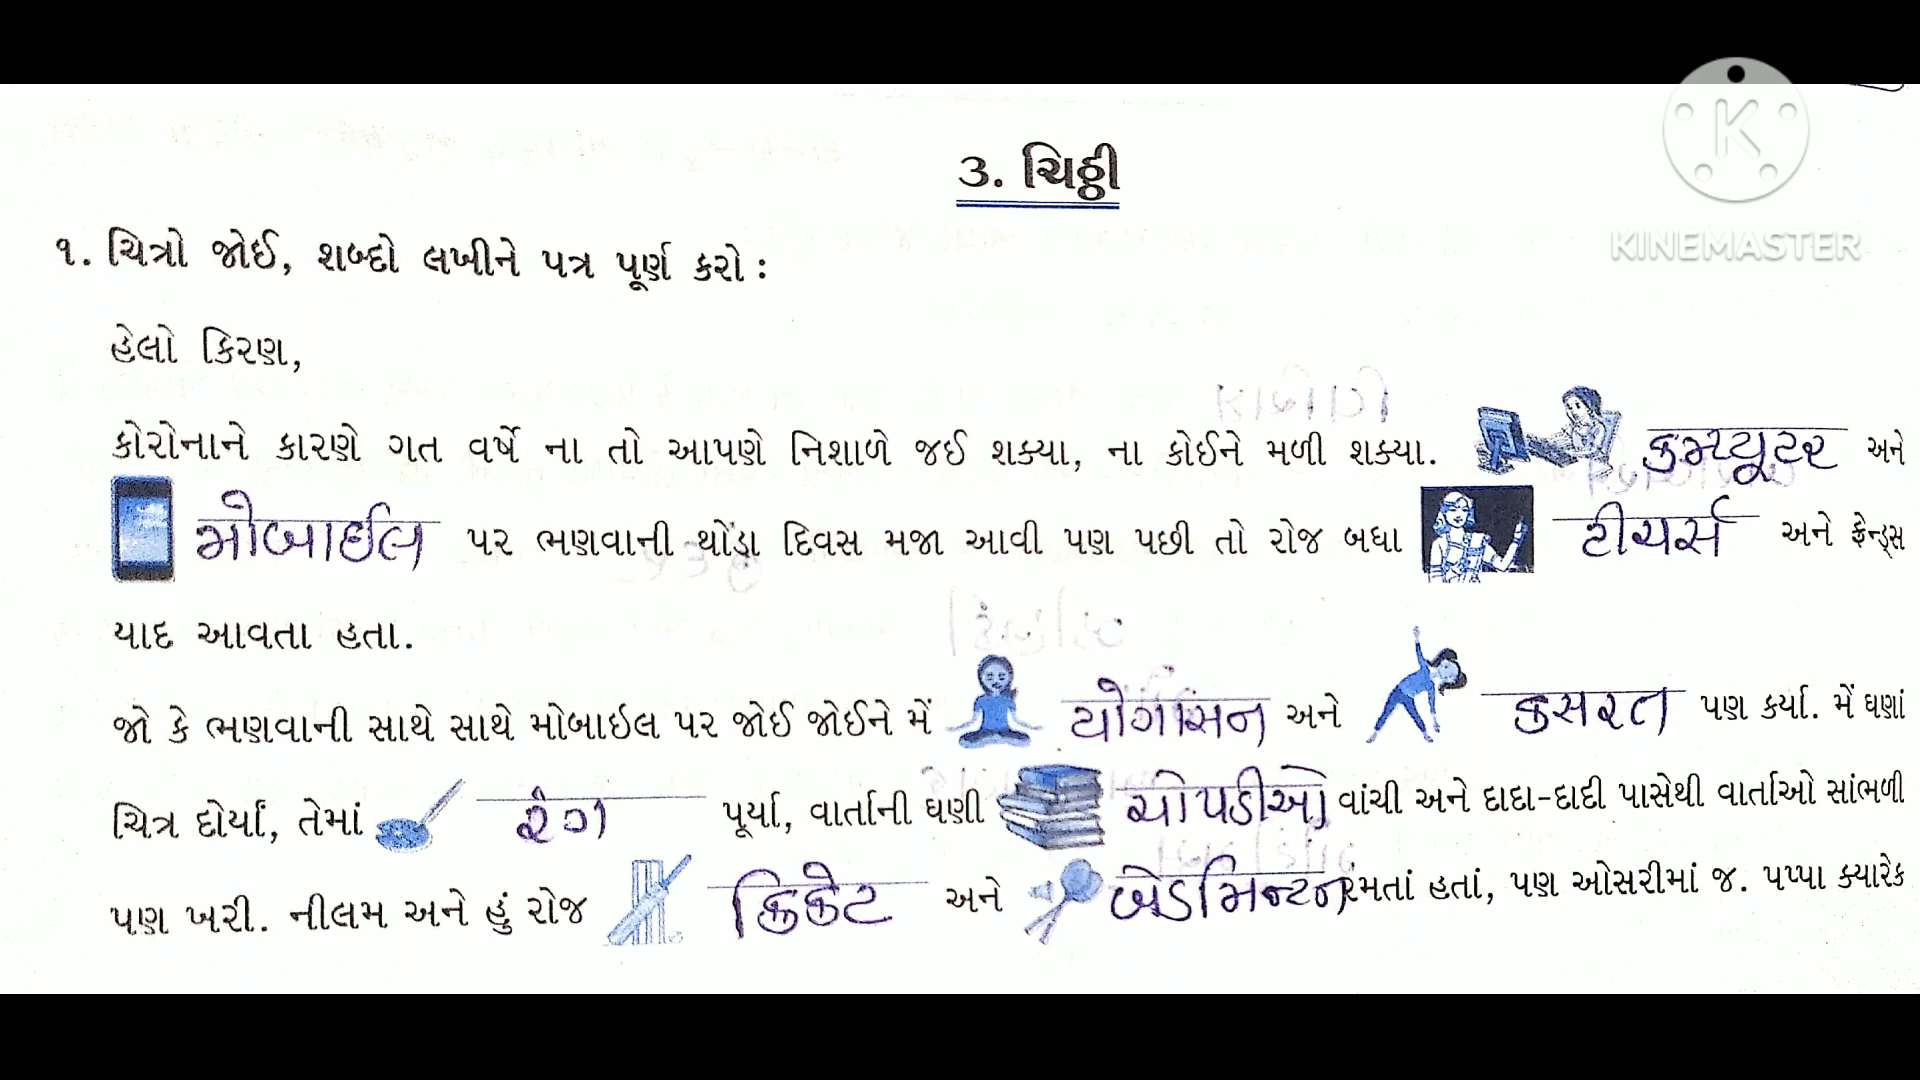 K
KINEMASTER
૩. ચિઠ્ઠી
૧. ચિત્રો જોઈ, શબ્દો લખીને પત્ર પૂર્ણ કરો :
હેલો કિરણ,
કોરોનાને કારણે ગત વર્ષે ના તો આપણે નિશાળે જઈ શક્યા, ના કોઈને મળી શક્યા. કમ્પ્યૂટર અને
મોબાઈલ પર ભણવાની થોડા દિવસ મજા આવી પણ પછી તો રોજ બધા ટીચર્સ અને ફ્રેન્ડ્સ
યાદ આવતા હતા.
જો કે ભણવાની સાથે સાથે મોબાઇલ પર જોઈ જોઈને મેં યોગાસન અને કસરત પણ કર્યા. મેં ઘણાં
ચિત્ર દોર્યાં, તેમાં રંગ પૂર્યા, વાર્તાની ઘણી ચોપડીઓ વાંચી અને દાદા-દાદી પાસેથી વાર્તાઓ સાંભળી
પણ ખરી. નીલમ અને હું રોજ ક્રિકેટ અને બેડમિન્ટન રમતાં હતાં, પણ ઓસરીમાં જ. પપ્પા ક્યારેક